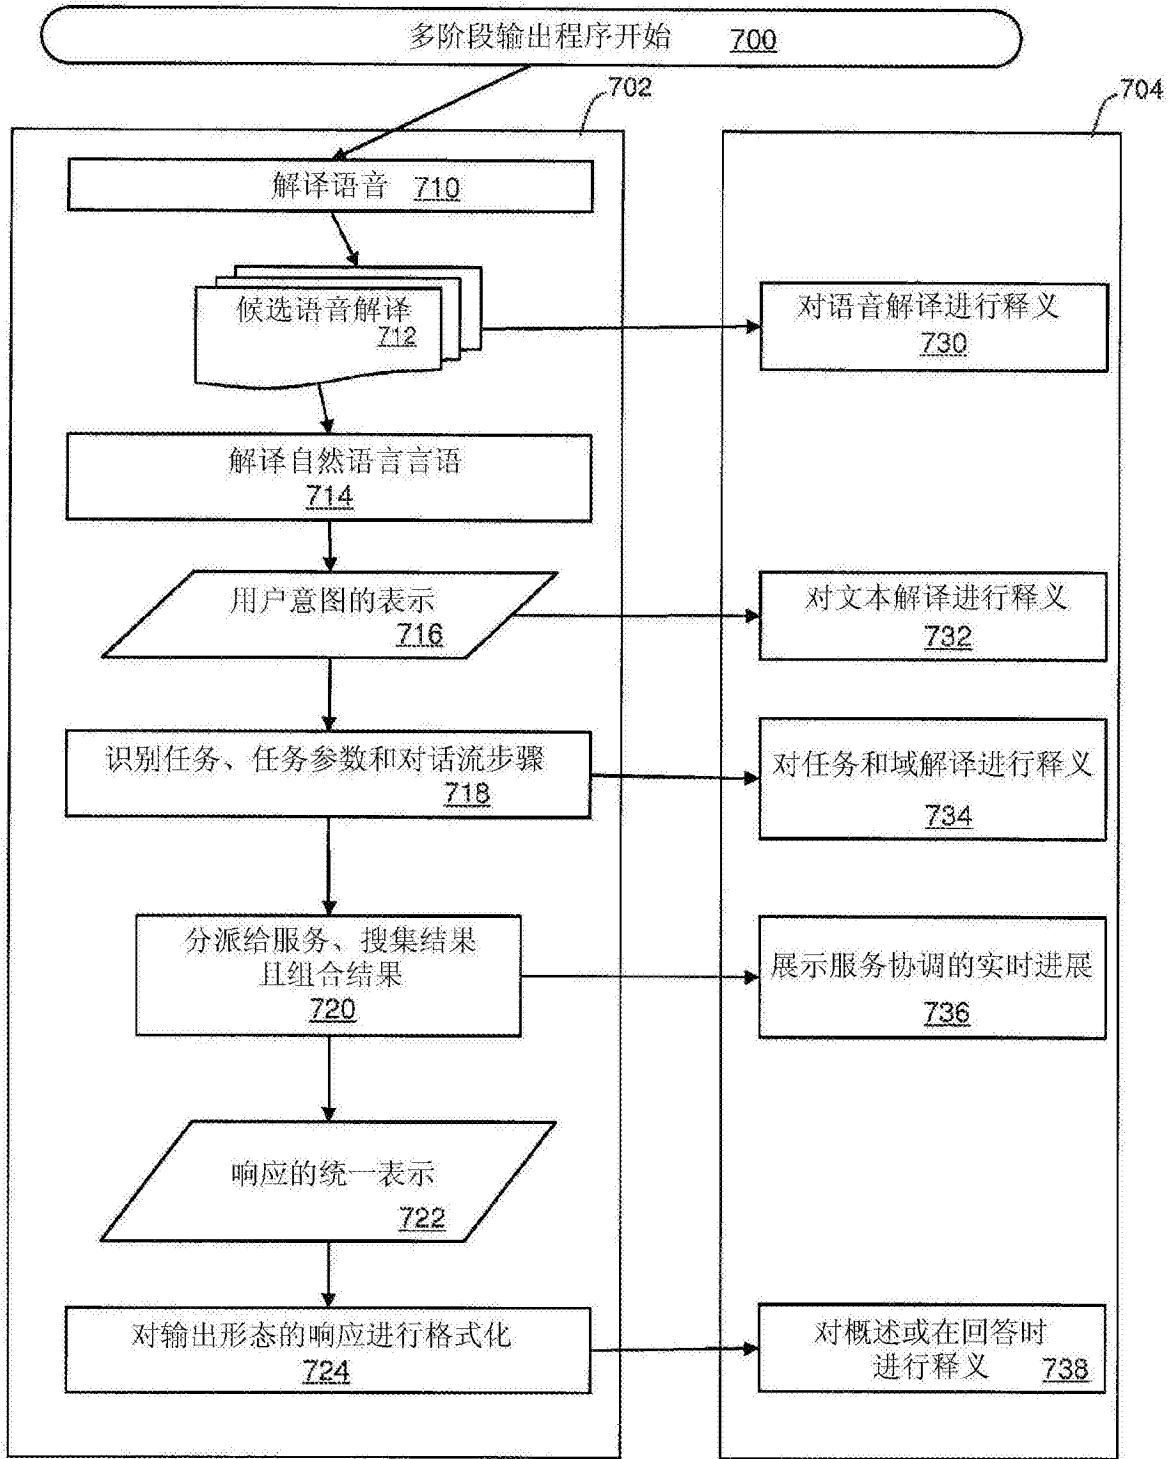 多阶段输出程序开始 700
702
704
解译语音 710
候选语音解译
712
对语音解译进行释义
730
解译自然语言言语
714
用户意图的表示
716
对文本解译进行释义
732
识别任务、任务参数和对话流步骤
718
对任务和域解译进行释义
734
分派给服务、搜集结果
且组合结果
720
展示服务协调的实时进展
736
响应的统一表示
722
对输出形态的响应进行格式化
724
对概述或在回答时
进行释义 738